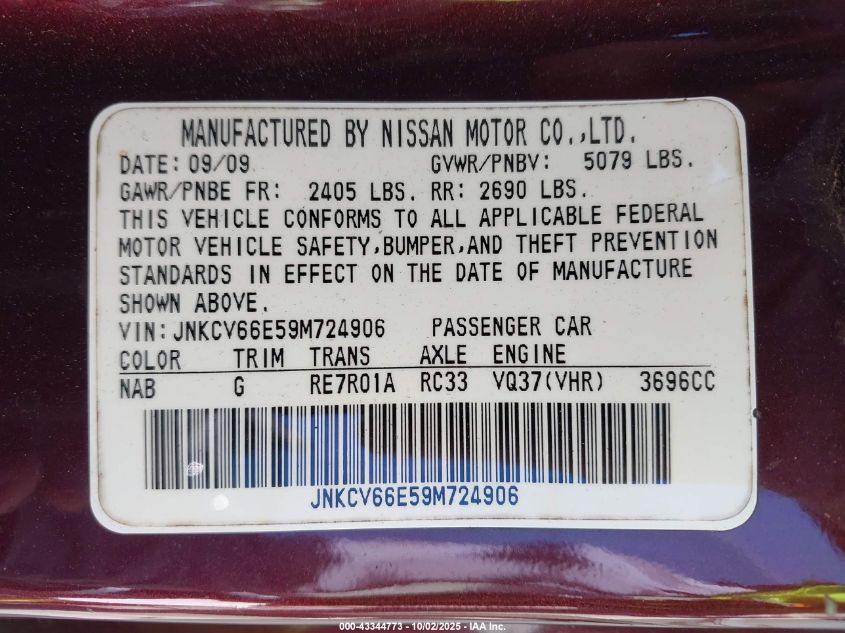 MANUFACTURED BY NISSAN MOTOR CO.,LTD.
DATE: 09/09 GVWR/PNBV: 5079 LBS.
GAWR/PNBE FR: 2405 LBS. RR: 2690 LBS.
THIS VEHICLE CONFORMS TO ALL APPLICABLE FEDERAL
MOTOR VEHICLE SAFETY,BUMPER,AND THEFT PREVENTION
STANDARDS IN EFFECT ON THE DATE OF MANUFACTURE
SHOWN ABOVE.
VIN: JNKCV66E59M724906 PASSENGER CAR
COLOR TRIM TRANS AXLE ENGINE
NAB G RE7R01A RC33 VQ37(VHR) 3696CC
JNKCV66E59M724906
000-43344773 - 10/02/2025 - IAA Inc.